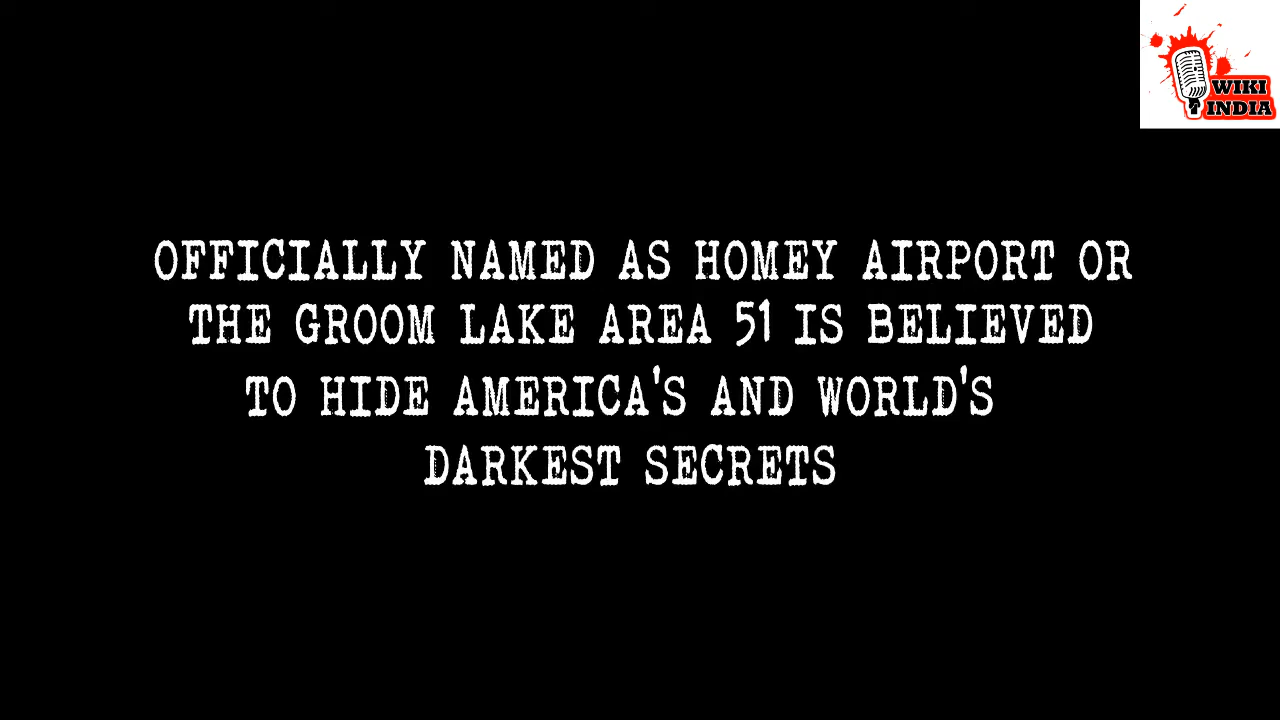 WIKI
INDIA
OFFICIALLY NAMED AS HOMEY AIRPORT OR
THE GROOM LAKE AREA 51 IS BELIEVED
TO HIDE AMERICA'S AND WORLD'S
DARKEST SECRETS